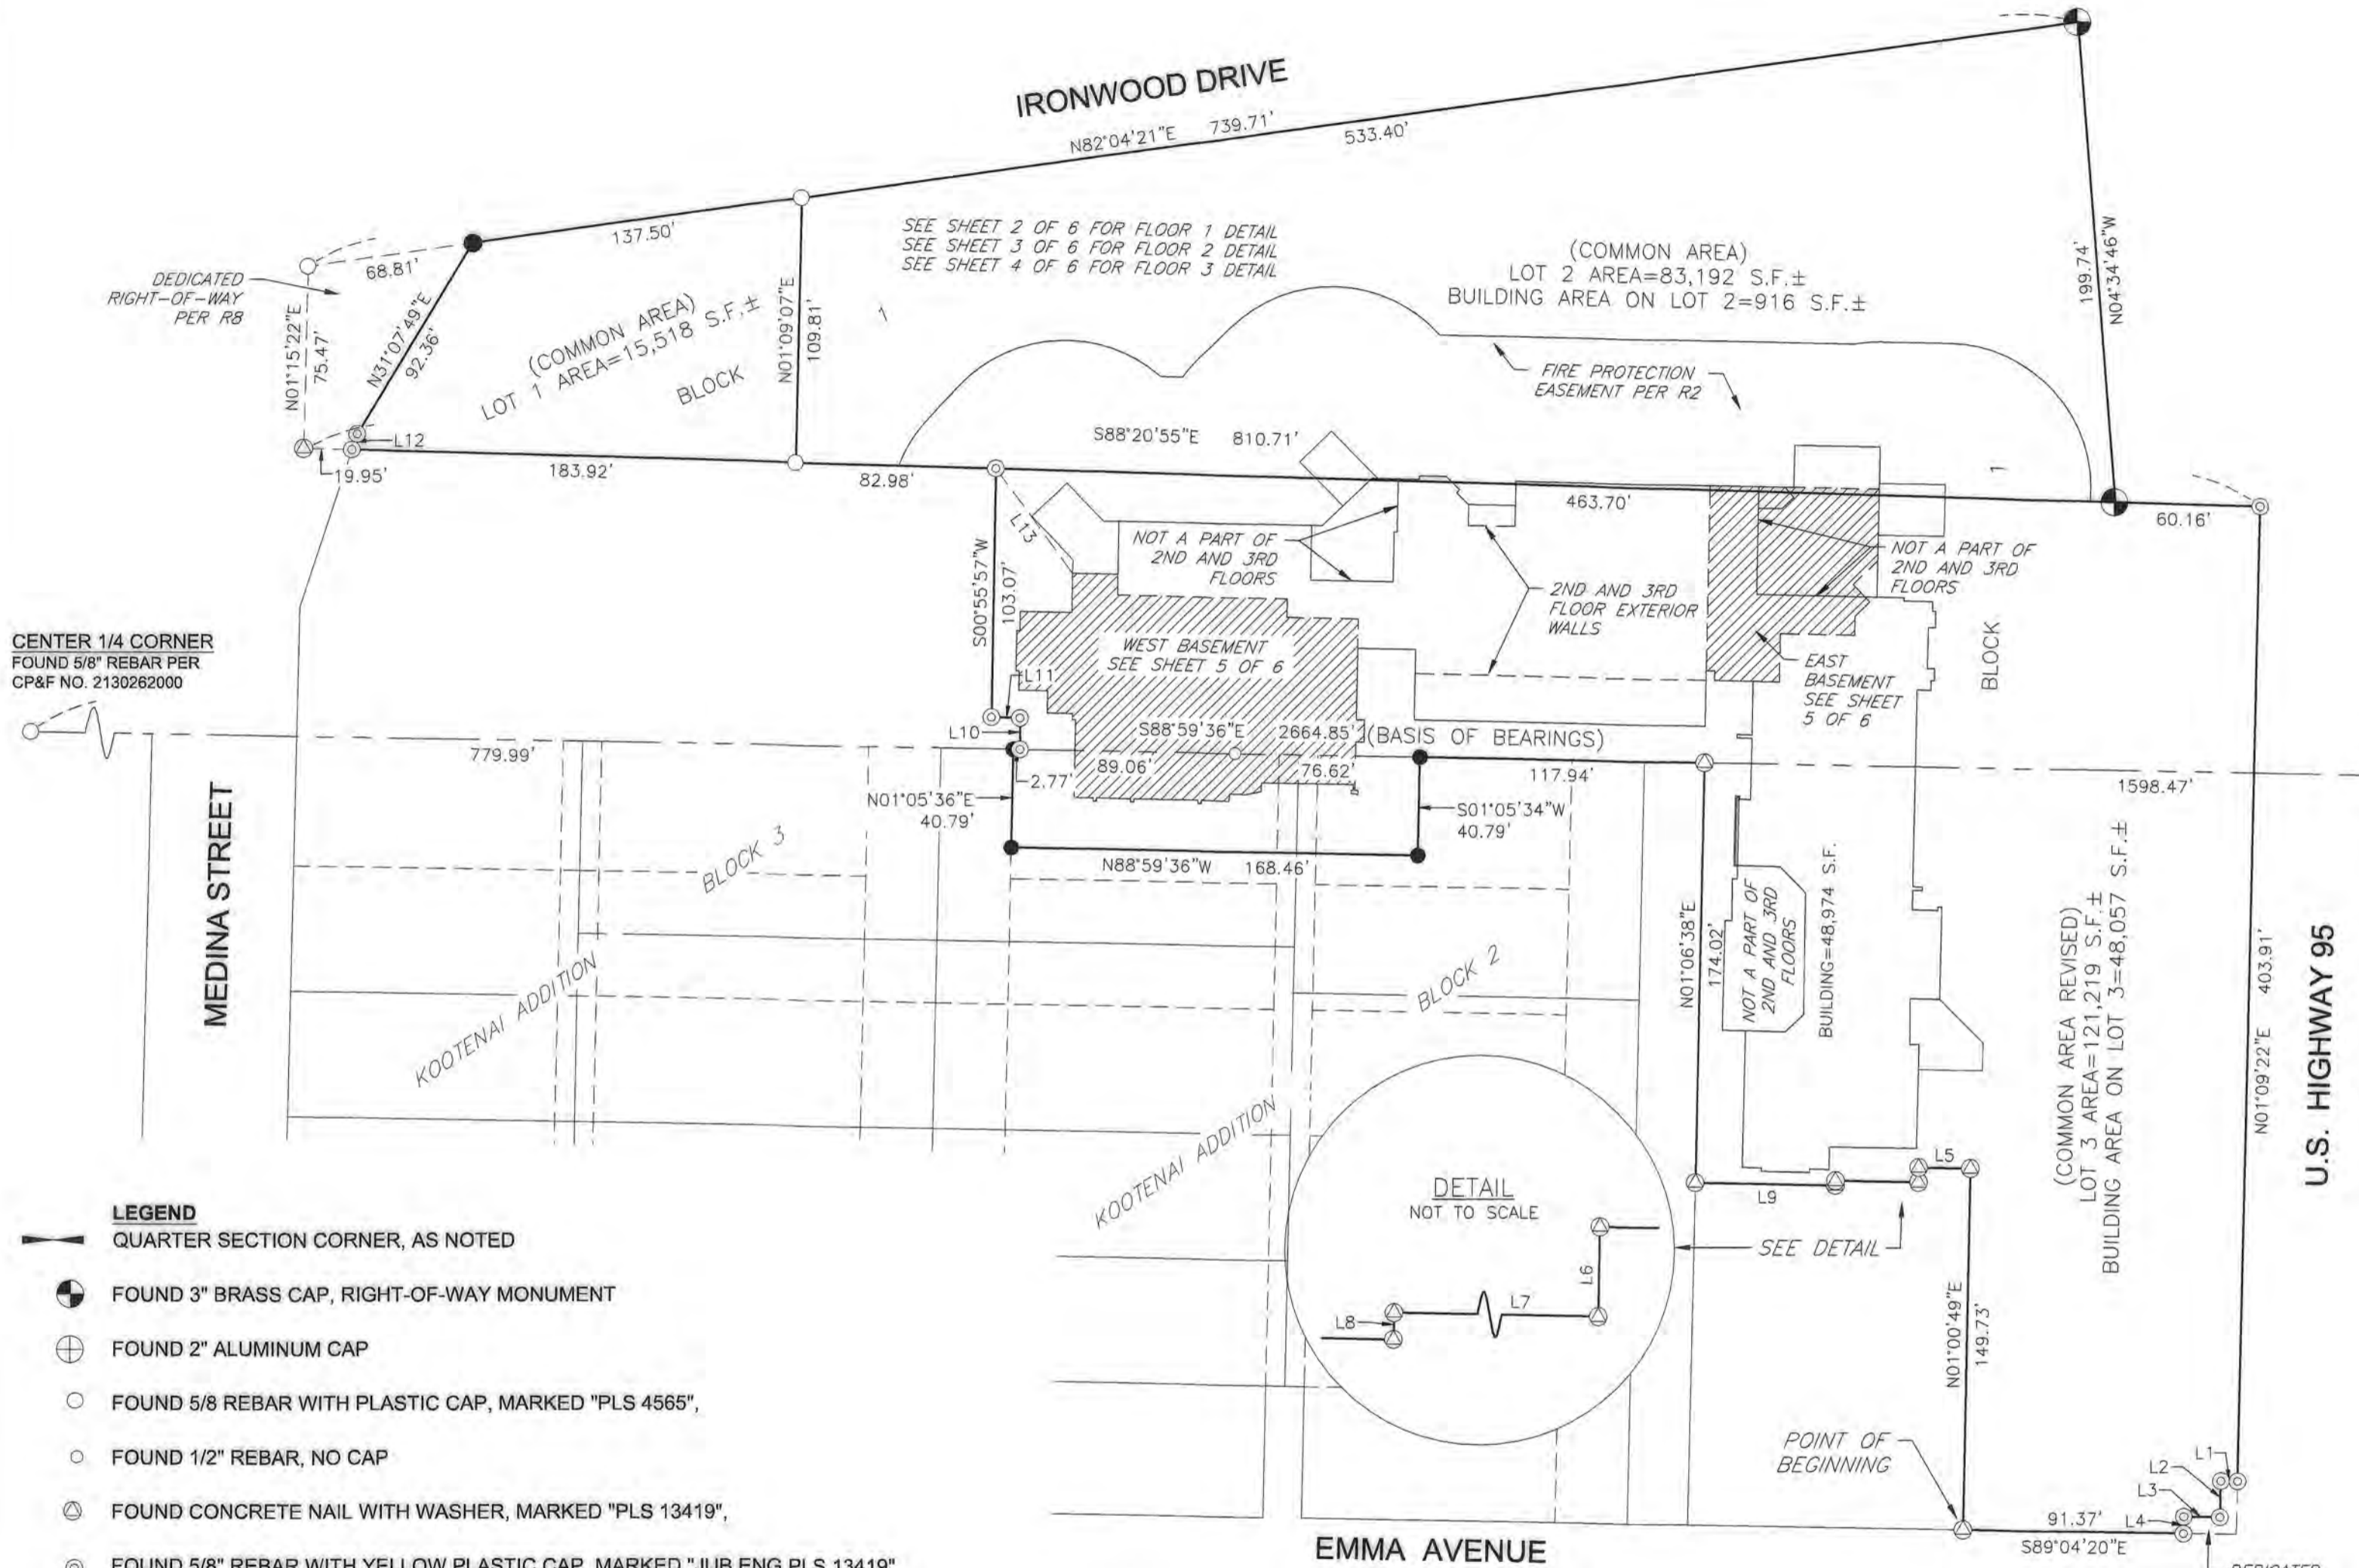 IRONWOOD DRIVE
N82°04'21"E 739.71'
533.40'
137.50'
68.81'
DEDICATED
RIGHT-OF-WAY
PER R8
N01°15'22"E
75.47'
N31°07'49"E
92.36'
(COMMON AREA)
LOT 1 AREA=15,518 S.F.±
BLOCK
1
N01°09'07"E
109.81'
SEE SHEET 2 OF 6 FOR FLOOR 1 DETAIL
SEE SHEET 3 OF 6 FOR FLOOR 2 DETAIL
SEE SHEET 4 OF 6 FOR FLOOR 3 DETAIL
(COMMON AREA)
LOT 2 AREA=83,192 S.F.±
BUILDING AREA ON LOT 2=916 S.F.±
199.74'
N04°34'46"W
FIRE PROTECTION
EASEMENT PER R2
L12
19.95'
183.92'
82.98'
S88°20'55"E 810.71'
463.70'
60.16'
1
BLOCK
L13
S00°55'57"W
103.07'
NOT A PART OF
2ND AND 3RD
FLOORS
2ND AND 3RD
FLOOR EXTERIOR
WALLS
NOT A PART OF
2ND AND 3RD
FLOORS
WEST BASEMENT
SEE SHEET 5 OF 6
EAST
BASEMENT
SEE SHEET
5 OF 6
CENTER 1/4 CORNER
FOUND 5/8" REBAR PER
CP&F NO. 2130262000
L11
L10
779.99'
S88°59'36"E 2664.85' (BASIS OF BEARINGS)
2.77'
89.06'
76.62'
117.94'
1598.47'
N01°05'36"E
40.79'
S01°05'34"W
40.79'
N88°59'36"W 168.46'
MEDINA STREET
BLOCK 3
KOOTENAI ADDITION
BLOCK 2
KOOTENAI ADDITION
N01°06'38"E
174.02'
NOT A PART OF
2ND AND 3RD
FLOORS
BUILDING=48,974 S.F.
(COMMON AREA REVISED)
LOT 3 AREA=121,219 S.F.±
BUILDING AREA ON LOT 3=48,057 S.F.±
N01°09'22"E 403.91'
U.S. HIGHWAY 95
L5
L9
SEE DETAIL
DETAIL
NOT TO SCALE
L6
L7
L8
N01°00'49"E
149.73'
POINT OF
BEGINNING
L1
L2
L3
L4
91.37'
S89°04'20"E
EMMA AVENUE
LEGEND
QUARTER SECTION CORNER, AS NOTED
FOUND 3" BRASS CAP, RIGHT-OF-WAY MONUMENT
FOUND 2" ALUMINUM CAP
FOUND 5/8 REBAR WITH PLASTIC CAP, MARKED "PLS 4565",
FOUND 1/2" REBAR, NO CAP
FOUND CONCRETE NAIL WITH WASHER, MARKED "PLS 13419",
FOUND 5/8" REBAR WITH YELLOW PLASTIC CAP, MARKED "JUB ENG PLS 13419"